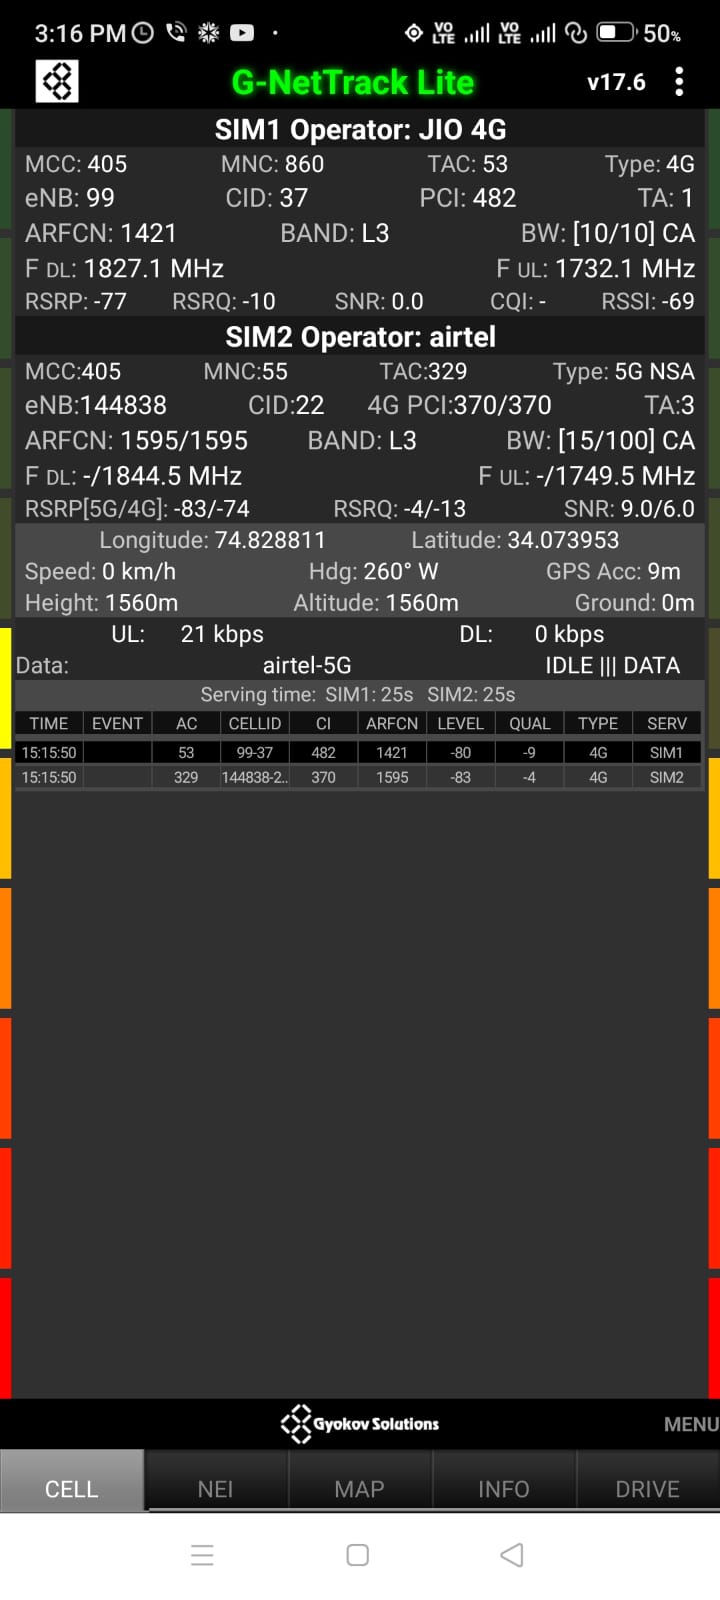 3:16 PM VO LTE VO LTE 50%
G-NetTrack Lite v17.6
SIM1 Operator: JIO 4G
MCC: 405 MNC: 860 TAC: 53 Type: 4G
eNB: 99 CID: 37 PCI: 482 TA: 1
ARFCN: 1421 BAND: L3 BW: [10/10] CA
F DL: 1827.1 MHz F UL: 1732.1 MHz
RSRP: -77 RSRQ: -10 SNR: 0.0 CQI: - RSSI: -69
SIM2 Operator: airtel
MCC:405 MNC:55 TAC:329 Type: 5G NSA
eNB:144838 CID:22 4G PCI:370/370 TA:3
ARFCN: 1595/1595 BAND: L3 BW: [15/100] CA
F DL: -/1844.5 MHz F UL: -/1749.5 MHz
RSRP[5G/4G]: -83/-74 RSRQ: -4/-13 SNR: 9.0/6.0
Longitude: 74.828811 Latitude: 34.073953
Speed: 0 km/h Hdg: 260° W GPS Acc: 9m
Height: 1560m Altitude: 1560m Ground: 0m
UL: 21 kbps DL: 0 kbps
Data: airtel-5G IDLE ||| DATA
Serving time: SIM1: 25s SIM2: 25s
TIME EVENT AC CELLID CI ARFCN LEVEL QUAL TYPE SERV
15:15:50 53 99-37 482 1421 -80 -9 4G SIM1
15:15:50 329 144838-2.. 370 1595 -83 -4 4G SIM2
Gyokov Solutions MENU
CELL NEI MAP INFO DRIVE